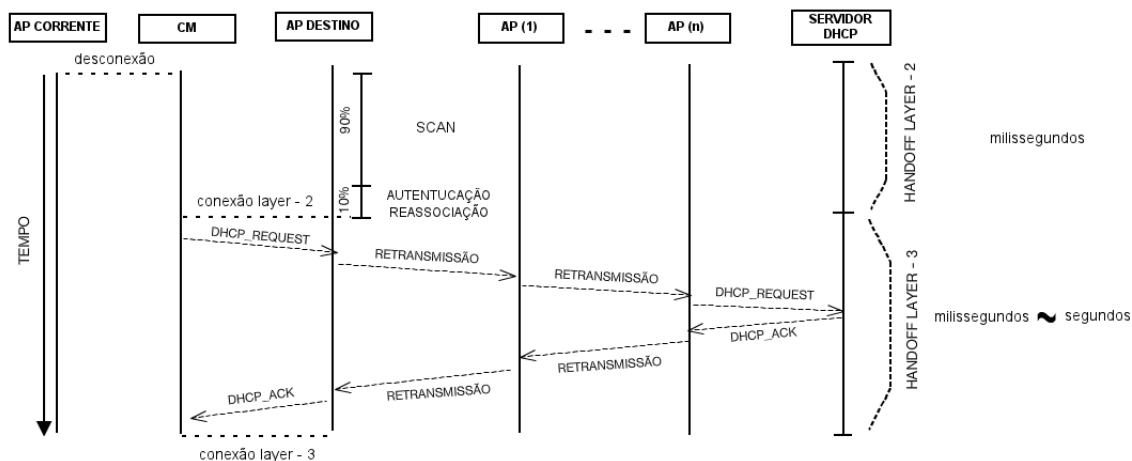 AP CORRENTE
CM
AP DESTINO
AP (1)
- - -
AP (n)
SERVIDOR
DHCP
desconexão
TEMPO
90%
SCAN
10%
AUTENTUCAÇÃO
REASSOCIAÇÃO
conexão layer - 2
HANDOFF LAYER - 2
milissegundos
DHCP_REQUEST
RETRANSMISSÃO
RETRANSMISSÃO
DHCP_REQUEST
DHCP_ACK
RETRANSMISSÃO
RETRANSMISSÃO
DHCP_ACK
HANDOFF LAYER - 3
milissegundos ~ segundos
conexão layer - 3